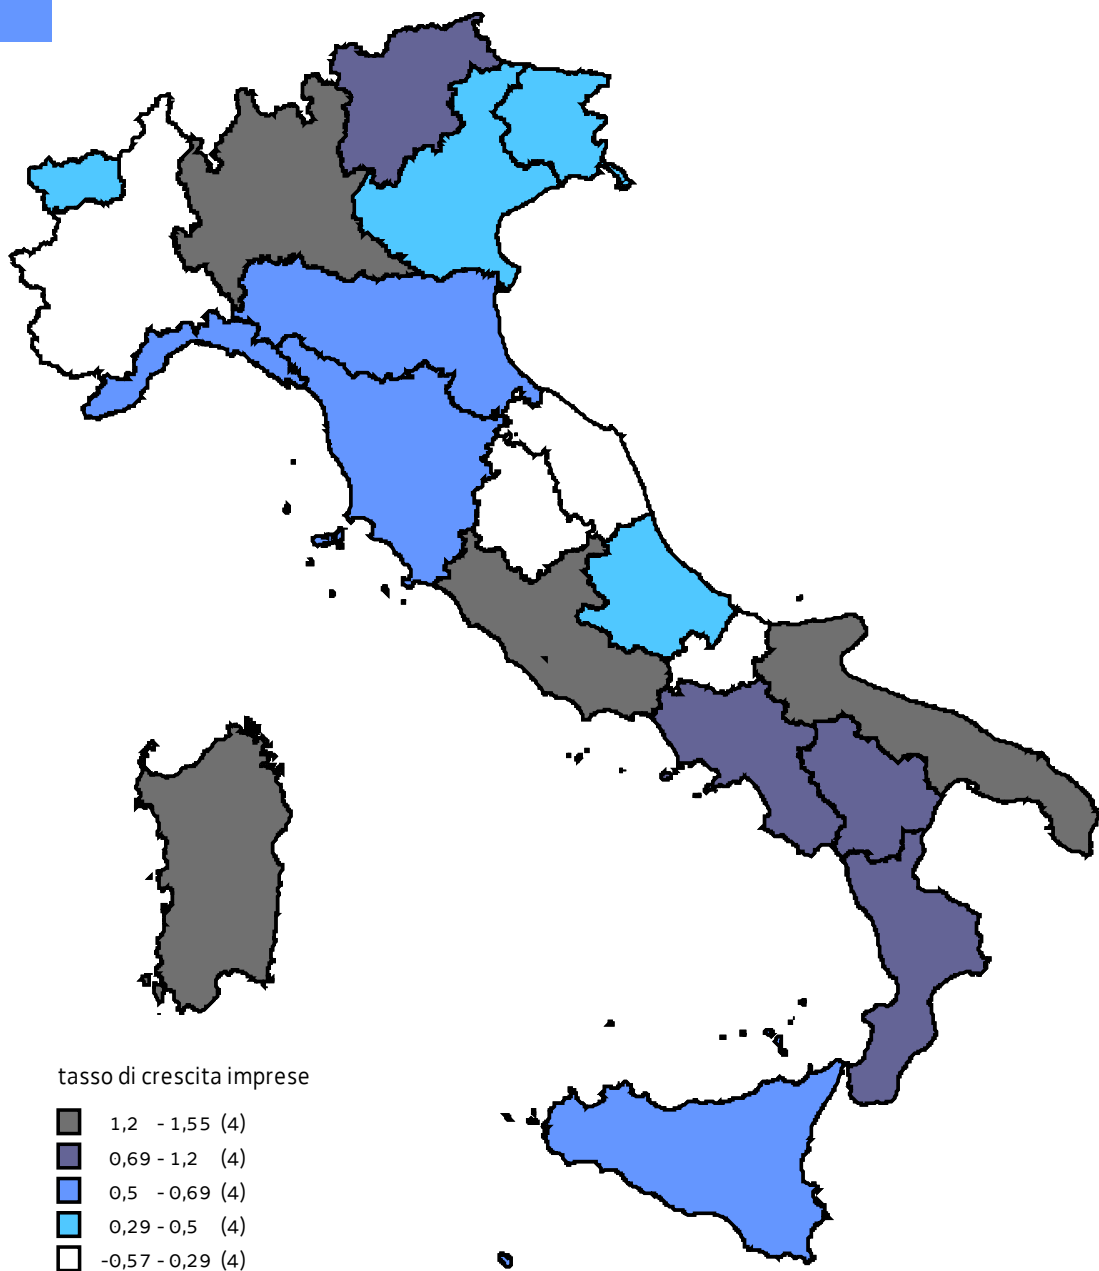 tasso di crescita imprese
1,2 - 1,55 (4)
0,69 - 1,2 (4)
0,5 - 0,69 (4)
0,29 - 0,5 (4)
-0,57 - 0,29 (4)